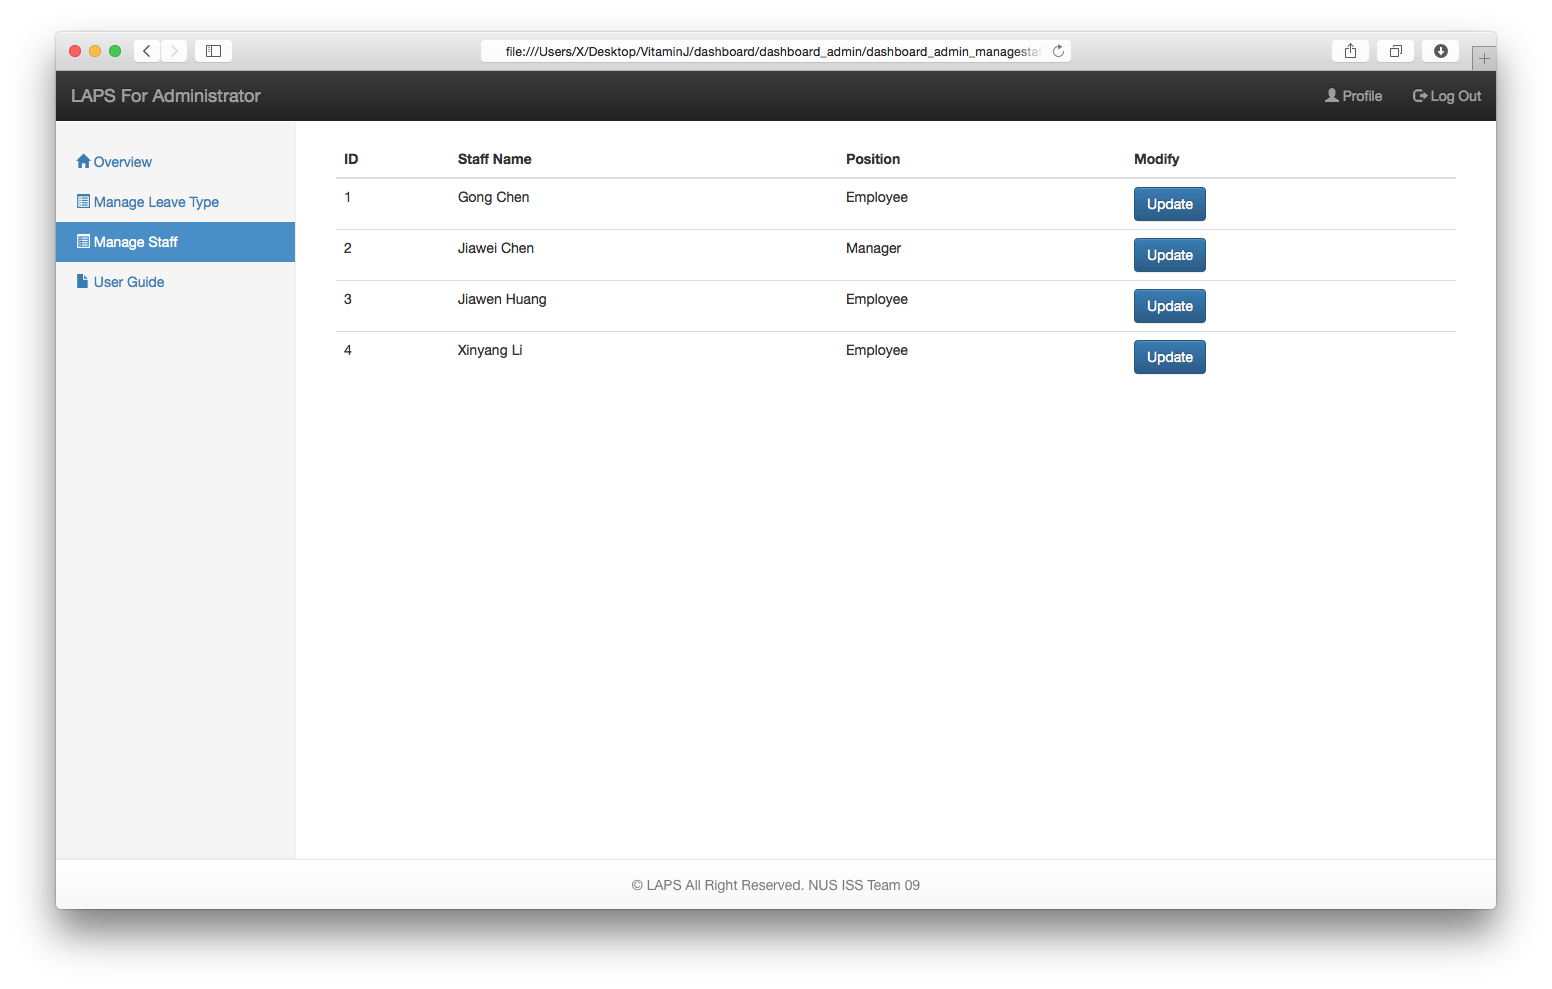 file:///Users/X/Desktop/VitaminJ/dashboard/dashboard_admin/dashboard_admin_managesta
LAPS For Administrator
Profile
Log Out
Overview
Manage Leave Type
Manage Staff
User Guide
ID Staff Name Position Modify
1 Gong Chen Employee Update
2 Jiawei Chen Manager Update
3 Jiawen Huang Employee Update
4 Xinyang Li Employee Update
© LAPS All Right Reserved. NUS ISS Team 09